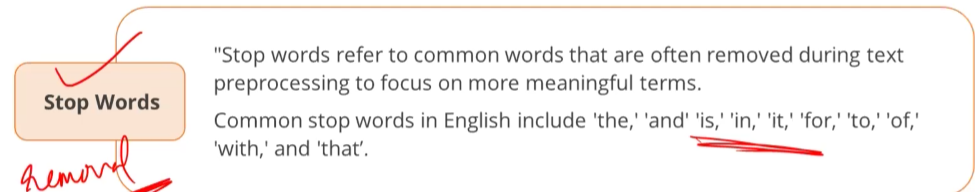 "Stop words refer to common words that are often removed during text
preprocessing to focus on more meaningful terms.
Stop Words
Common stop words in English include 'the,' 'and' 'is,' 'in,' 'it,' 'for,' 'to,' 'of,'
'with,' and 'that’.
Removal